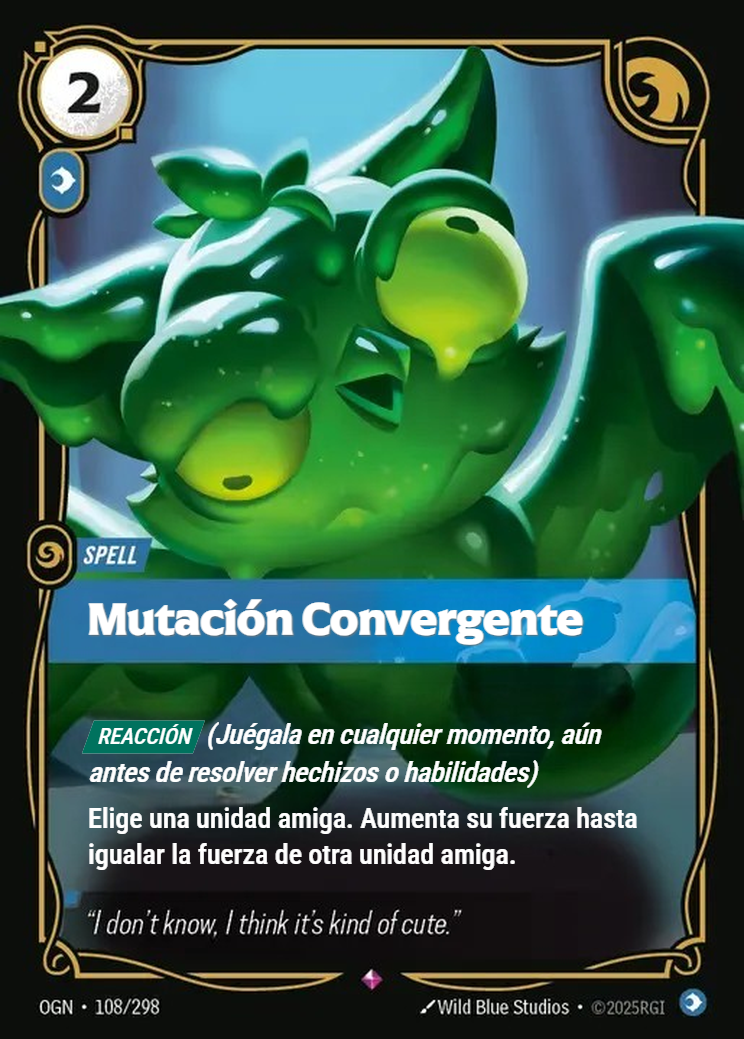 2
SPELL
Mutación Convergente
REACCIÓN (Juégala en cualquier momento, aún
antes de resolver hechizos o habilidades)
Elige una unidad amiga. Aumenta su fuerza hasta
igualar la fuerza de otra unidad amiga.
“I don’t know, I think it’s kind of cute.”
OGN • 108/298
Wild Blue Studios • ©2025RGI